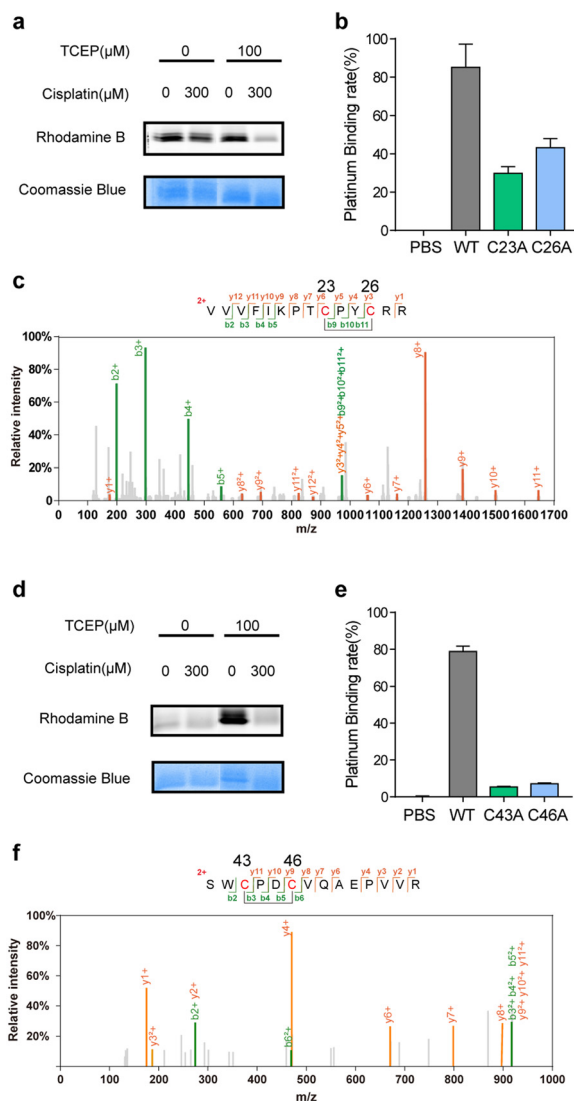 a
TCEP(μM)
0 100
Cisplatin(μM) 0 300 0 300
Rhodamine B
Coomassie Blue
b
Platinum Binding rate(%)
100
80
60
40
20
0
PBS WT C23A C26A
c
23 26
y12 y11 y10 y9 y8 y7 y6 y5 y4 y3 y1
2+
V V V F I K P T C P Y C R R
b2 b3 b4 b5 b9 b10 b11
Relative intensity
100%
80%
60%
40%
20%
0
y1+
b2+
b3+
b4+
b5+
y8²+
y9²+
y11²+
y12²+
y3²+y4²+y5²+
b9²+b10²+b11²+
y6+
y7+
y8+
y9+
y10+
y11+
0 100 200 300 400 500 600 700 800 900 1000 1100 1200 1300 1400 1500 1600 1700
m/z
d
TCEP(μM)
0 100
Cisplatin(μM) 0 300 0 300
Rhodamine B
Coomassie Blue
e
Platinum Binding rate(%)
100
80
60
40
20
0
PBS WT C43A C46A
f
43 46
y11 y10 y9 y8 y7 y6 y4 y3 y2 y1
2+
S W C P D C V Q A E P V V R
b2 b3 b4 b5 b6
Relative intensity
100%
80%
60%
40%
20%
y1+
y3²+
b2+ y2+
y4+
b6²+
y6+
y7+
y8+
b3²+ b4²+ b5²+
y9²+ y10²+ y11²+
0 100 200 300 400 500 600 700 800 900 1000
m/z